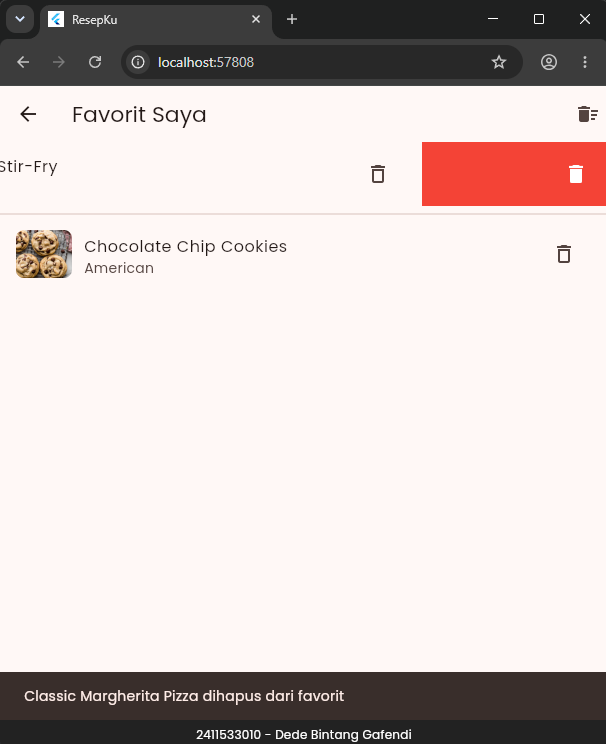 ResepKu
localhost:57808
Favorit Saya
Stir-Fry
Chocolate Chip Cookies
American
Classic Margherita Pizza dihapus dari favorit
2411533010 - Dede Bintang Gafendi